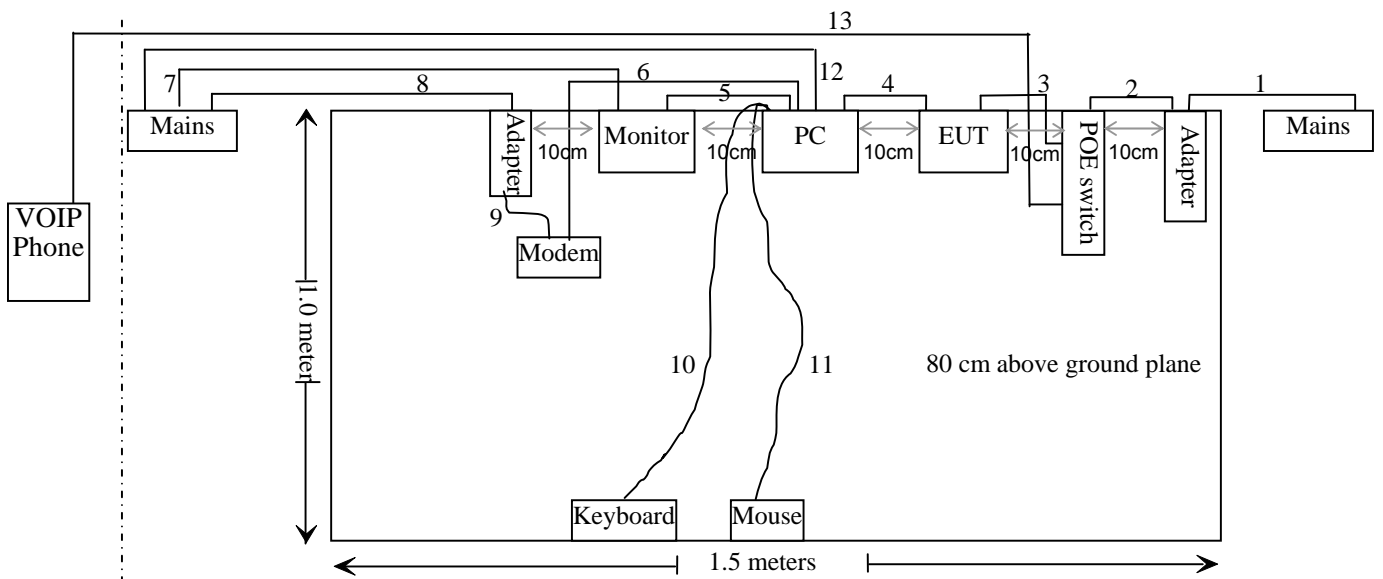 13
7
8
6
12
5
4
3
2
1
Mains
Adapter
10cm
Monitor
10cm
PC
10cm
EUT
10cm
POE switch
10cm
Adapter
Mains
VOIP
Phone
9
Modem
1.0 meter
10
11
80 cm above ground plane
Keyboard
Mouse
1.5 meters